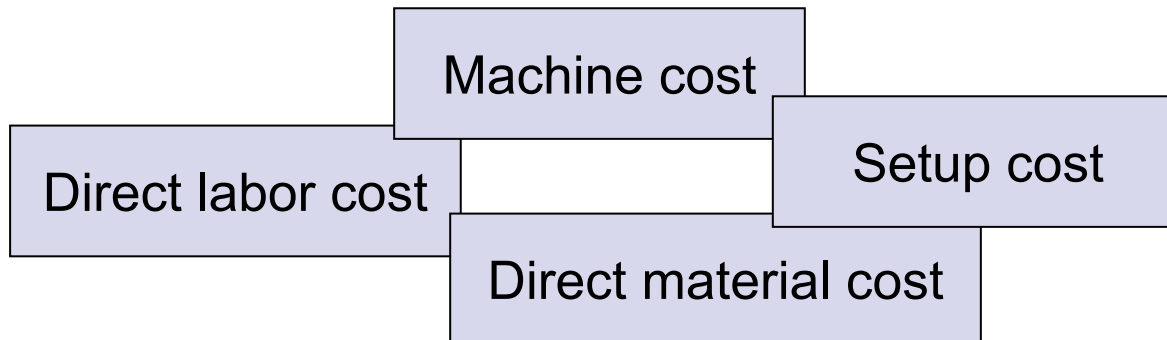 Machine cost
Setup cost
Direct labor cost
Direct material cost